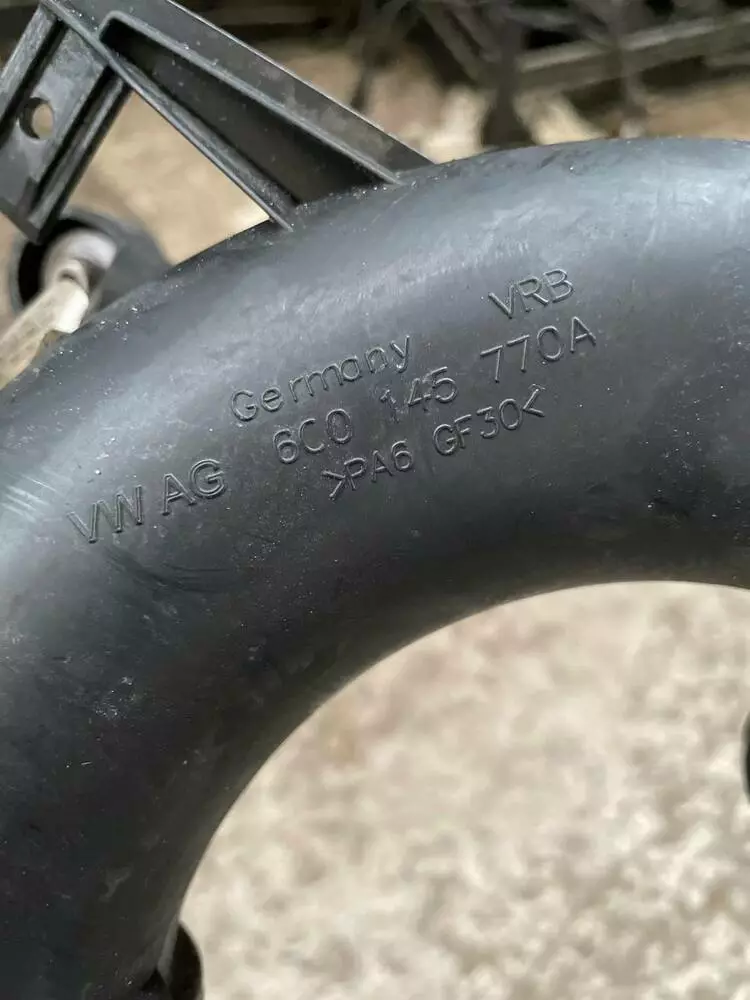 VRB
Germany
VW AG 6C0 145 770A
>PA6 GF30<